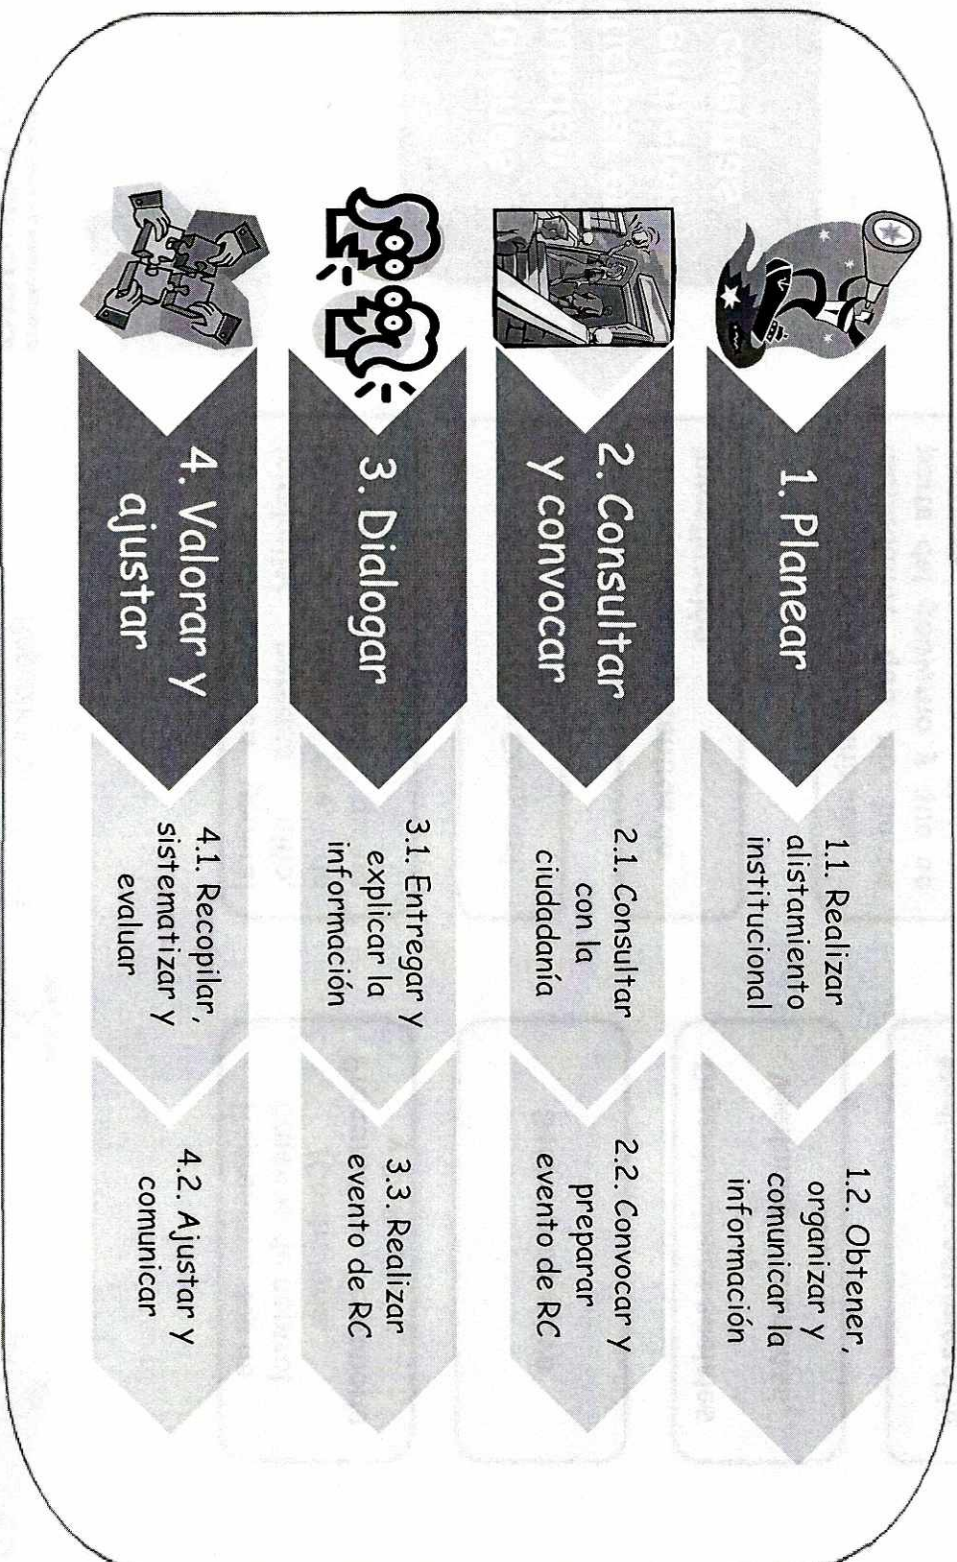 1. Planear
1.1. Realizar
alistamiento
institucional
1.2. Obtener,
organizar y
comunicar la
información
2. Consultar
y convocar
2.1. Consultar
con la
ciudadanía
2.2. Convocar y
preparar
evento de RC
3. Dialogar
3.1. Entregar y
explicar la
información
3.3. Realizar
evento de RC
4. Valorar y
ajustar
4.1. Recopilar,
sistematizar y
evaluar
4.2. Ajustar y
comunicar